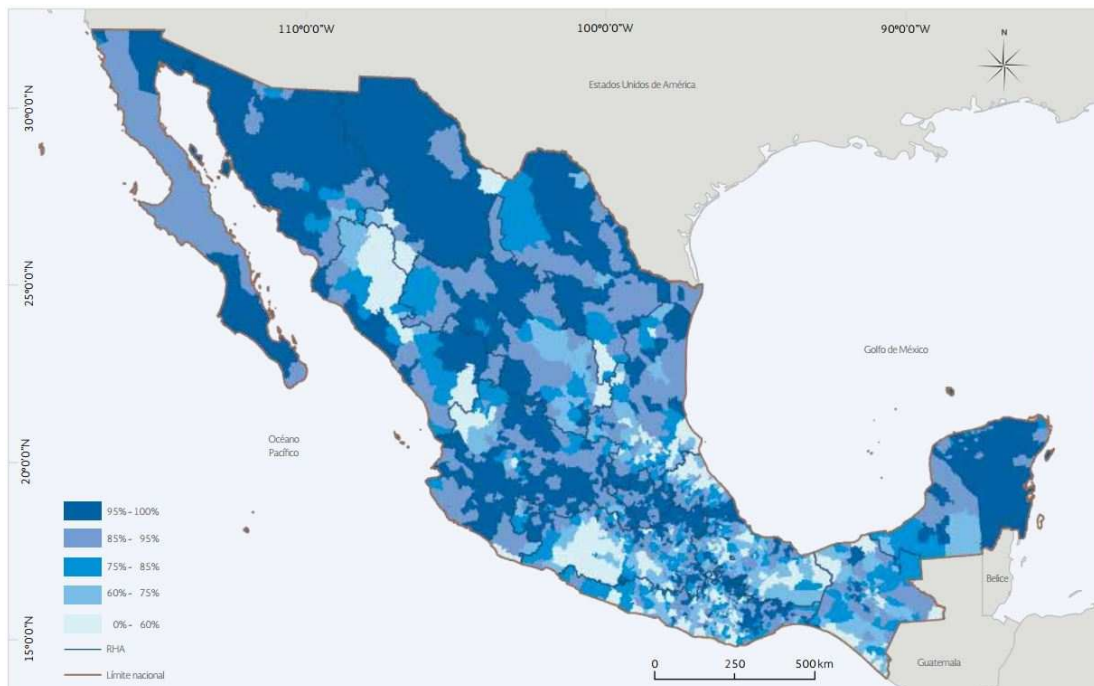 110°0'0"W
100°0'0"W
90°0'0"W
N
Estados Unidos de América
30°0'0"N
25°0'0"N
Golfo de México
20°0'0"N
Océano
Pacífico
95% - 100%
85% - 95%
75% - 85%
60% - 75%
0% - 60%
RHA
Límite nacional
15°0'0"N
Belice
Guatemala
0 250 500 km